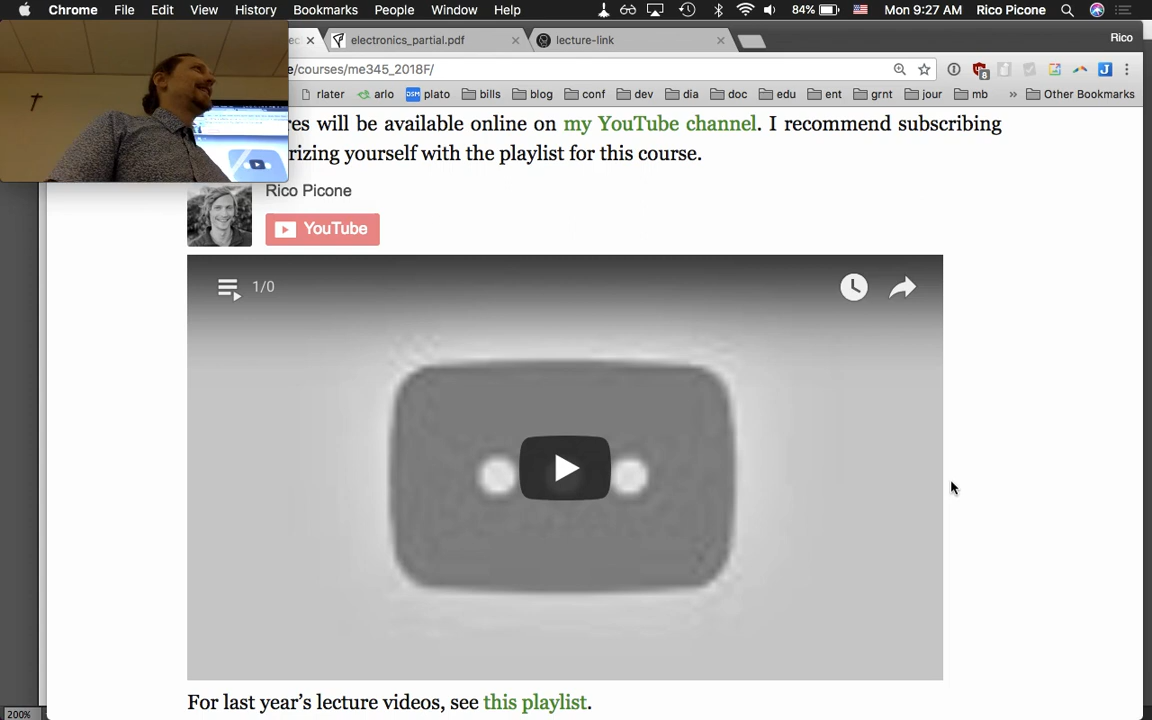 Chrome File Edit View History Bookmarks People Window Help 84% Mon 9:27 AM Rico Picone
electronics_partial.pdf lecture-link Rico
/courses/me345_2018F/ 8
rlater arlo DSM plato bills blog conf dev dia doc edu ent grnt jour mb » Other Bookmarks
res will be available online on my YouTube channel. I recommend subscribing
rizing yourself with the playlist for this course.
Rico Picone
YouTube
1/0
For last year's lecture videos, see this playlist.
200%